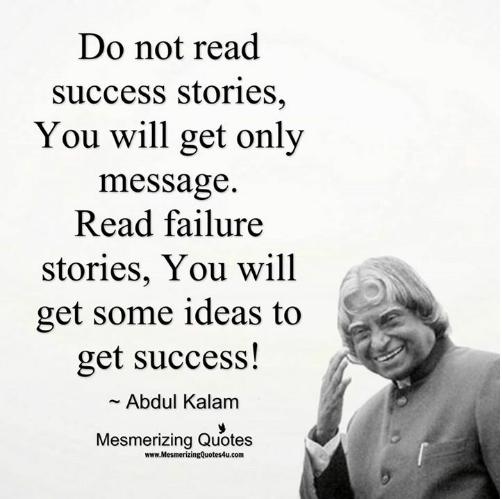 Do not read
success stories,
You will get only
message.
Read failure
stories, You will
get some ideas to
get success!
~ Abdul Kalam
Mesmerizing Quotes
www.MesmerizingQuotes4u.com